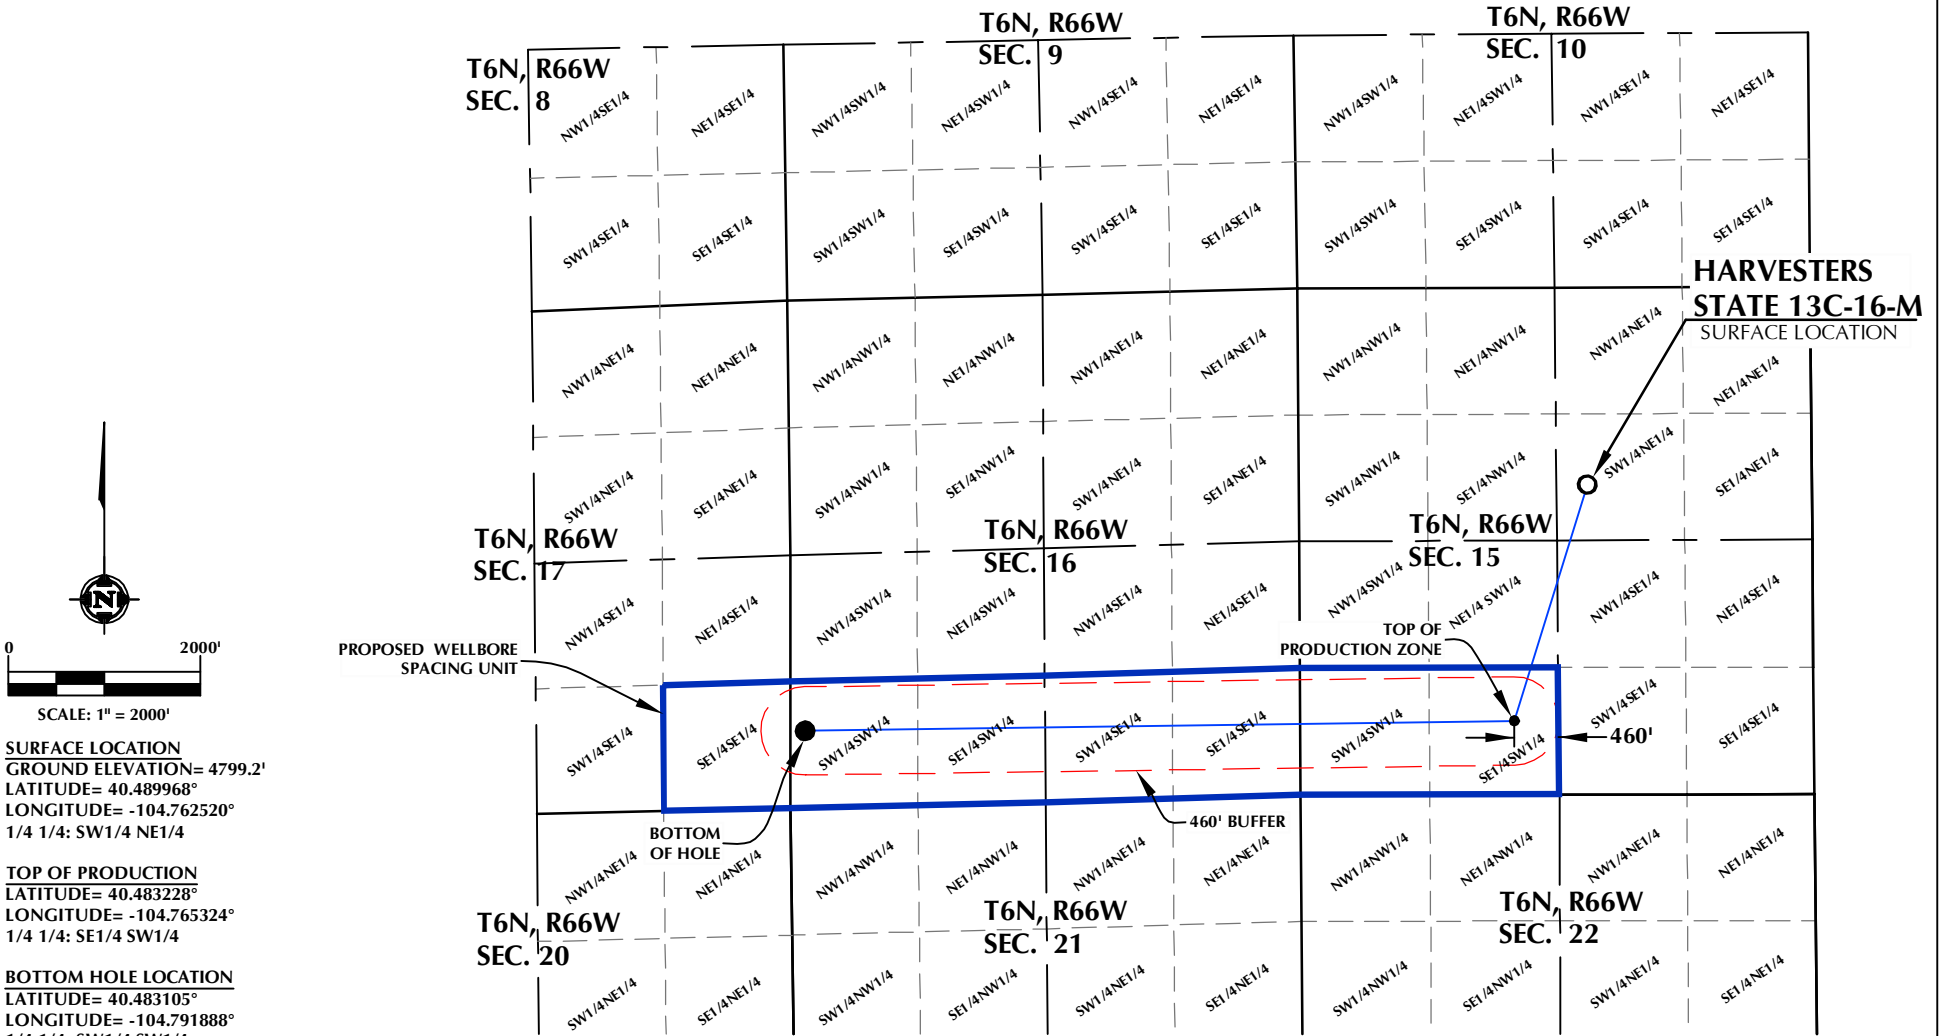 T6N, R66W
SEC. 9
T6N, R66W
SEC. 10
T6N, R66W
SEC. 8
NW1/4SE1/4
NE1/4SE1/4
NW1/4SW1/4
NE1/4SW1/4
NW1/4SE1/4
NE1/4SE1/4
NW1/4SW1/4
NE1/4SW1/4
NW1/4SE1/4
NE1/4SE1/4
SW1/4SE1/4
SE1/4SE1/4
SW1/4SW1/4
SE1/4SW1/4
SW1/4SE1/4
SE1/4SE1/4
SW1/4SW1/4
SE1/4SW1/4
SW1/4SE1/4
SE1/4SE1/4
HARVESTERS
STATE 13C-16-M
SURFACE LOCATION
NW1/4NE1/4
NE1/4NE1/4
NW1/4NW1/4
NE1/4NW1/4
NW1/4NE1/4
NE1/4NE1/4
NW1/4NW1/4
NE1/4NW1/4
NW1/4NE1/4
NE1/4NE1/4
SW1/4NE1/4
SE1/4NE1/4
SW1/4NW1/4
SE1/4NW1/4
SW1/4NE1/4
SE1/4NE1/4
SW1/4NW1/4
SE1/4NW1/4
SW1/4NE1/4
SE1/4NE1/4
T6N, R66W
SEC. 17
T6N, R66W
SEC. 16
T6N, R66W
SEC. 15
NW1/4SE1/4
NE1/4SE1/4
NW1/4SW1/4
NE1/4SW1/4
NW1/4SE1/4
NE1/4SE1/4
NW1/4SW1/4
NE1/4 SW1/4
NW1/4SE1/4
NE1/4SE1/4
PROPOSED WELLBORE
SPACING UNIT
TOP OF
PRODUCTION ZONE
SW1/4SE1/4
SE1/4SE1/4
SW1/4SW1/4
SE1/4SW1/4
SW1/4SE1/4
SE1/4SE1/4
SW1/4SW1/4
SE1/4SW1/4
SW1/4SE1/4
SE1/4SE1/4
460'
BOTTOM
OF HOLE
460' BUFFER
NW1/4NE1/4
NE1/4NE1/4
NW1/4NW1/4
NE1/4NW1/4
NW1/4NE1/4
NE1/4NE1/4
NW1/4NW1/4
NE1/4NW1/4
NW1/4NE1/4
NE1/4NE1/4
T6N, R66W
SEC. 20
T6N, R66W
SEC. 21
T6N, R66W
SEC. 22
SW1/4NE1/4
SE1/4NE1/4
SW1/4NW1/4
SE1/4NW1/4
SW1/4NE1/4
SE1/4NE1/4
SW1/4NW1/4
SE1/4NW1/4
SW1/4NE1/4
SE1/4NE1/4
N
0 2000'
SCALE: 1" = 2000'
SURFACE LOCATION
GROUND ELEVATION= 4799.2'
LATITUDE= 40.489968°
LONGITUDE= -104.762520°
1/4 1/4: SW1/4 NE1/4
TOP OF PRODUCTION
LATITUDE= 40.483228°
LONGITUDE= -104.765324°
1/4 1/4: SE1/4 SW1/4
BOTTOM HOLE LOCATION
LATITUDE= 40.483105°
LONGITUDE= -104.791888°
1/4 1/4: SW1/4 SW1/4